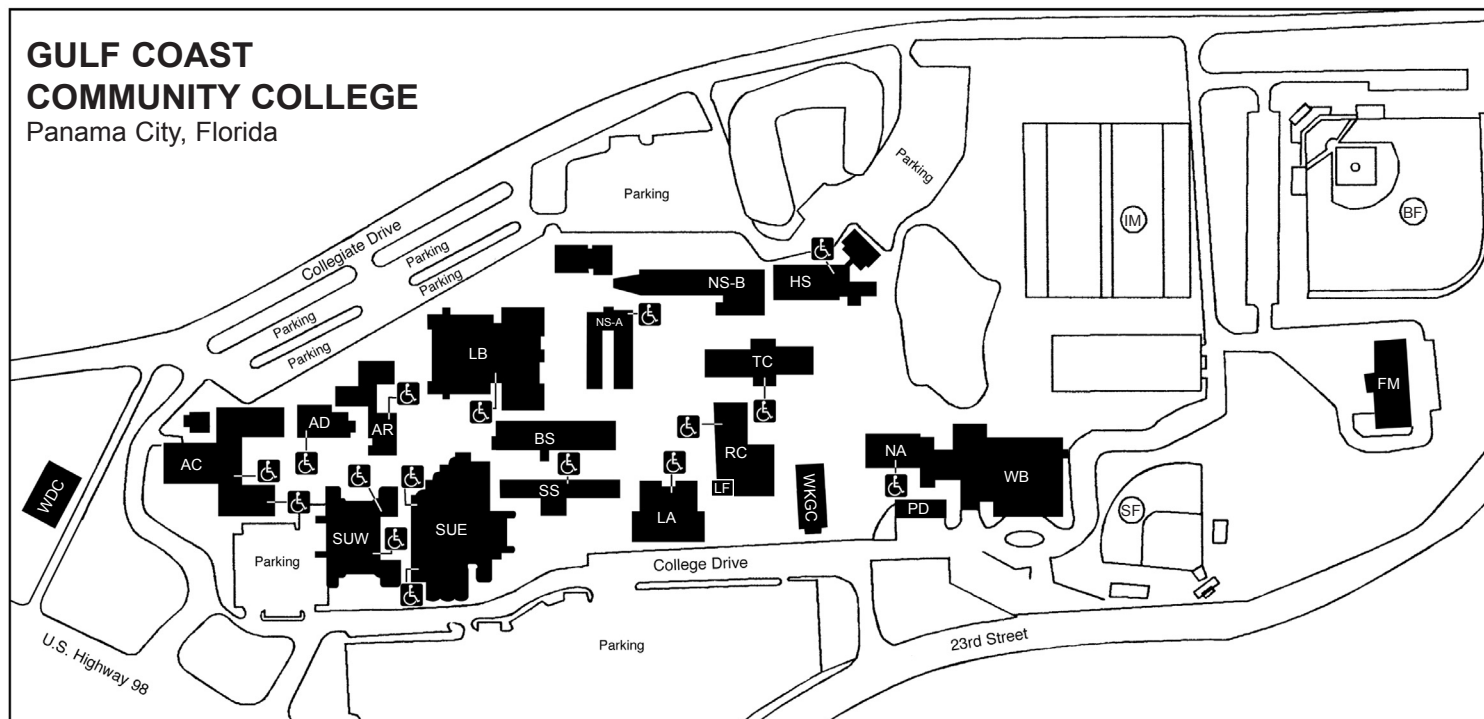 GULF COAST
COMMUNITY COLLEGE
Panama City, Florida
Parking
Parking
IM
BF
Collegiate Drive
Parking
Parking
NS-B
HS
Parking
Parking
NS-A
LB
TC
FM
AD
AR
BS
RC
NA
AC
WB
WDC
SS
LF
WKGC
PD
SF
LA
SUW
SUE
Parking
College Drive
Parking
23rd Street
U.S. Highway 98